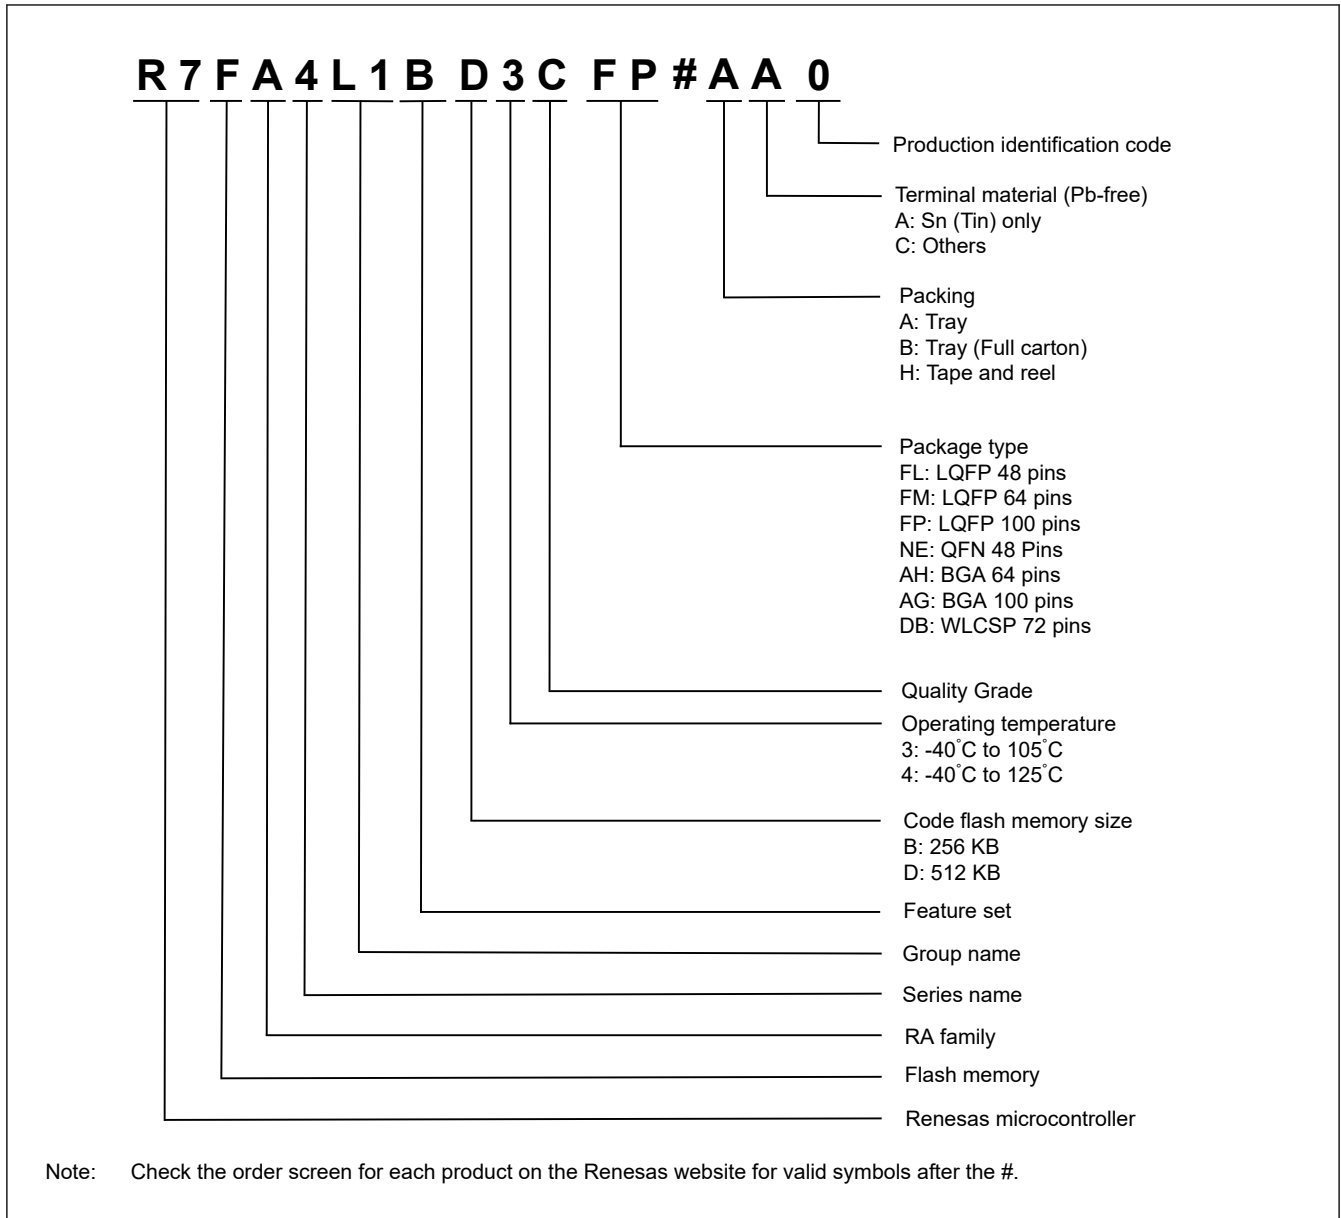 R 7 F A 4 L 1 B D 3 C F P # A A 0
Production identification code
Terminal material (Pb-free)
A: Sn (Tin) only
C: Others
Packing
A: Tray
B: Tray (Full carton)
H: Tape and reel
Package type
FL: LQFP 48 pins
FM: LQFP 64 pins
FP: LQFP 100 pins
NE: QFN 48 Pins
AH: BGA 64 pins
AG: BGA 100 pins
DB: WLCSP 72 pins
Quality Grade
Operating temperature
3: -40°C to 105°C
4: -40°C to 125°C
Code flash memory size
B: 256 KB
D: 512 KB
Feature set
Group name
Series name
RA family
Flash memory
Renesas microcontroller
Note: Check the order screen for each product on the Renesas website for valid symbols after the #.